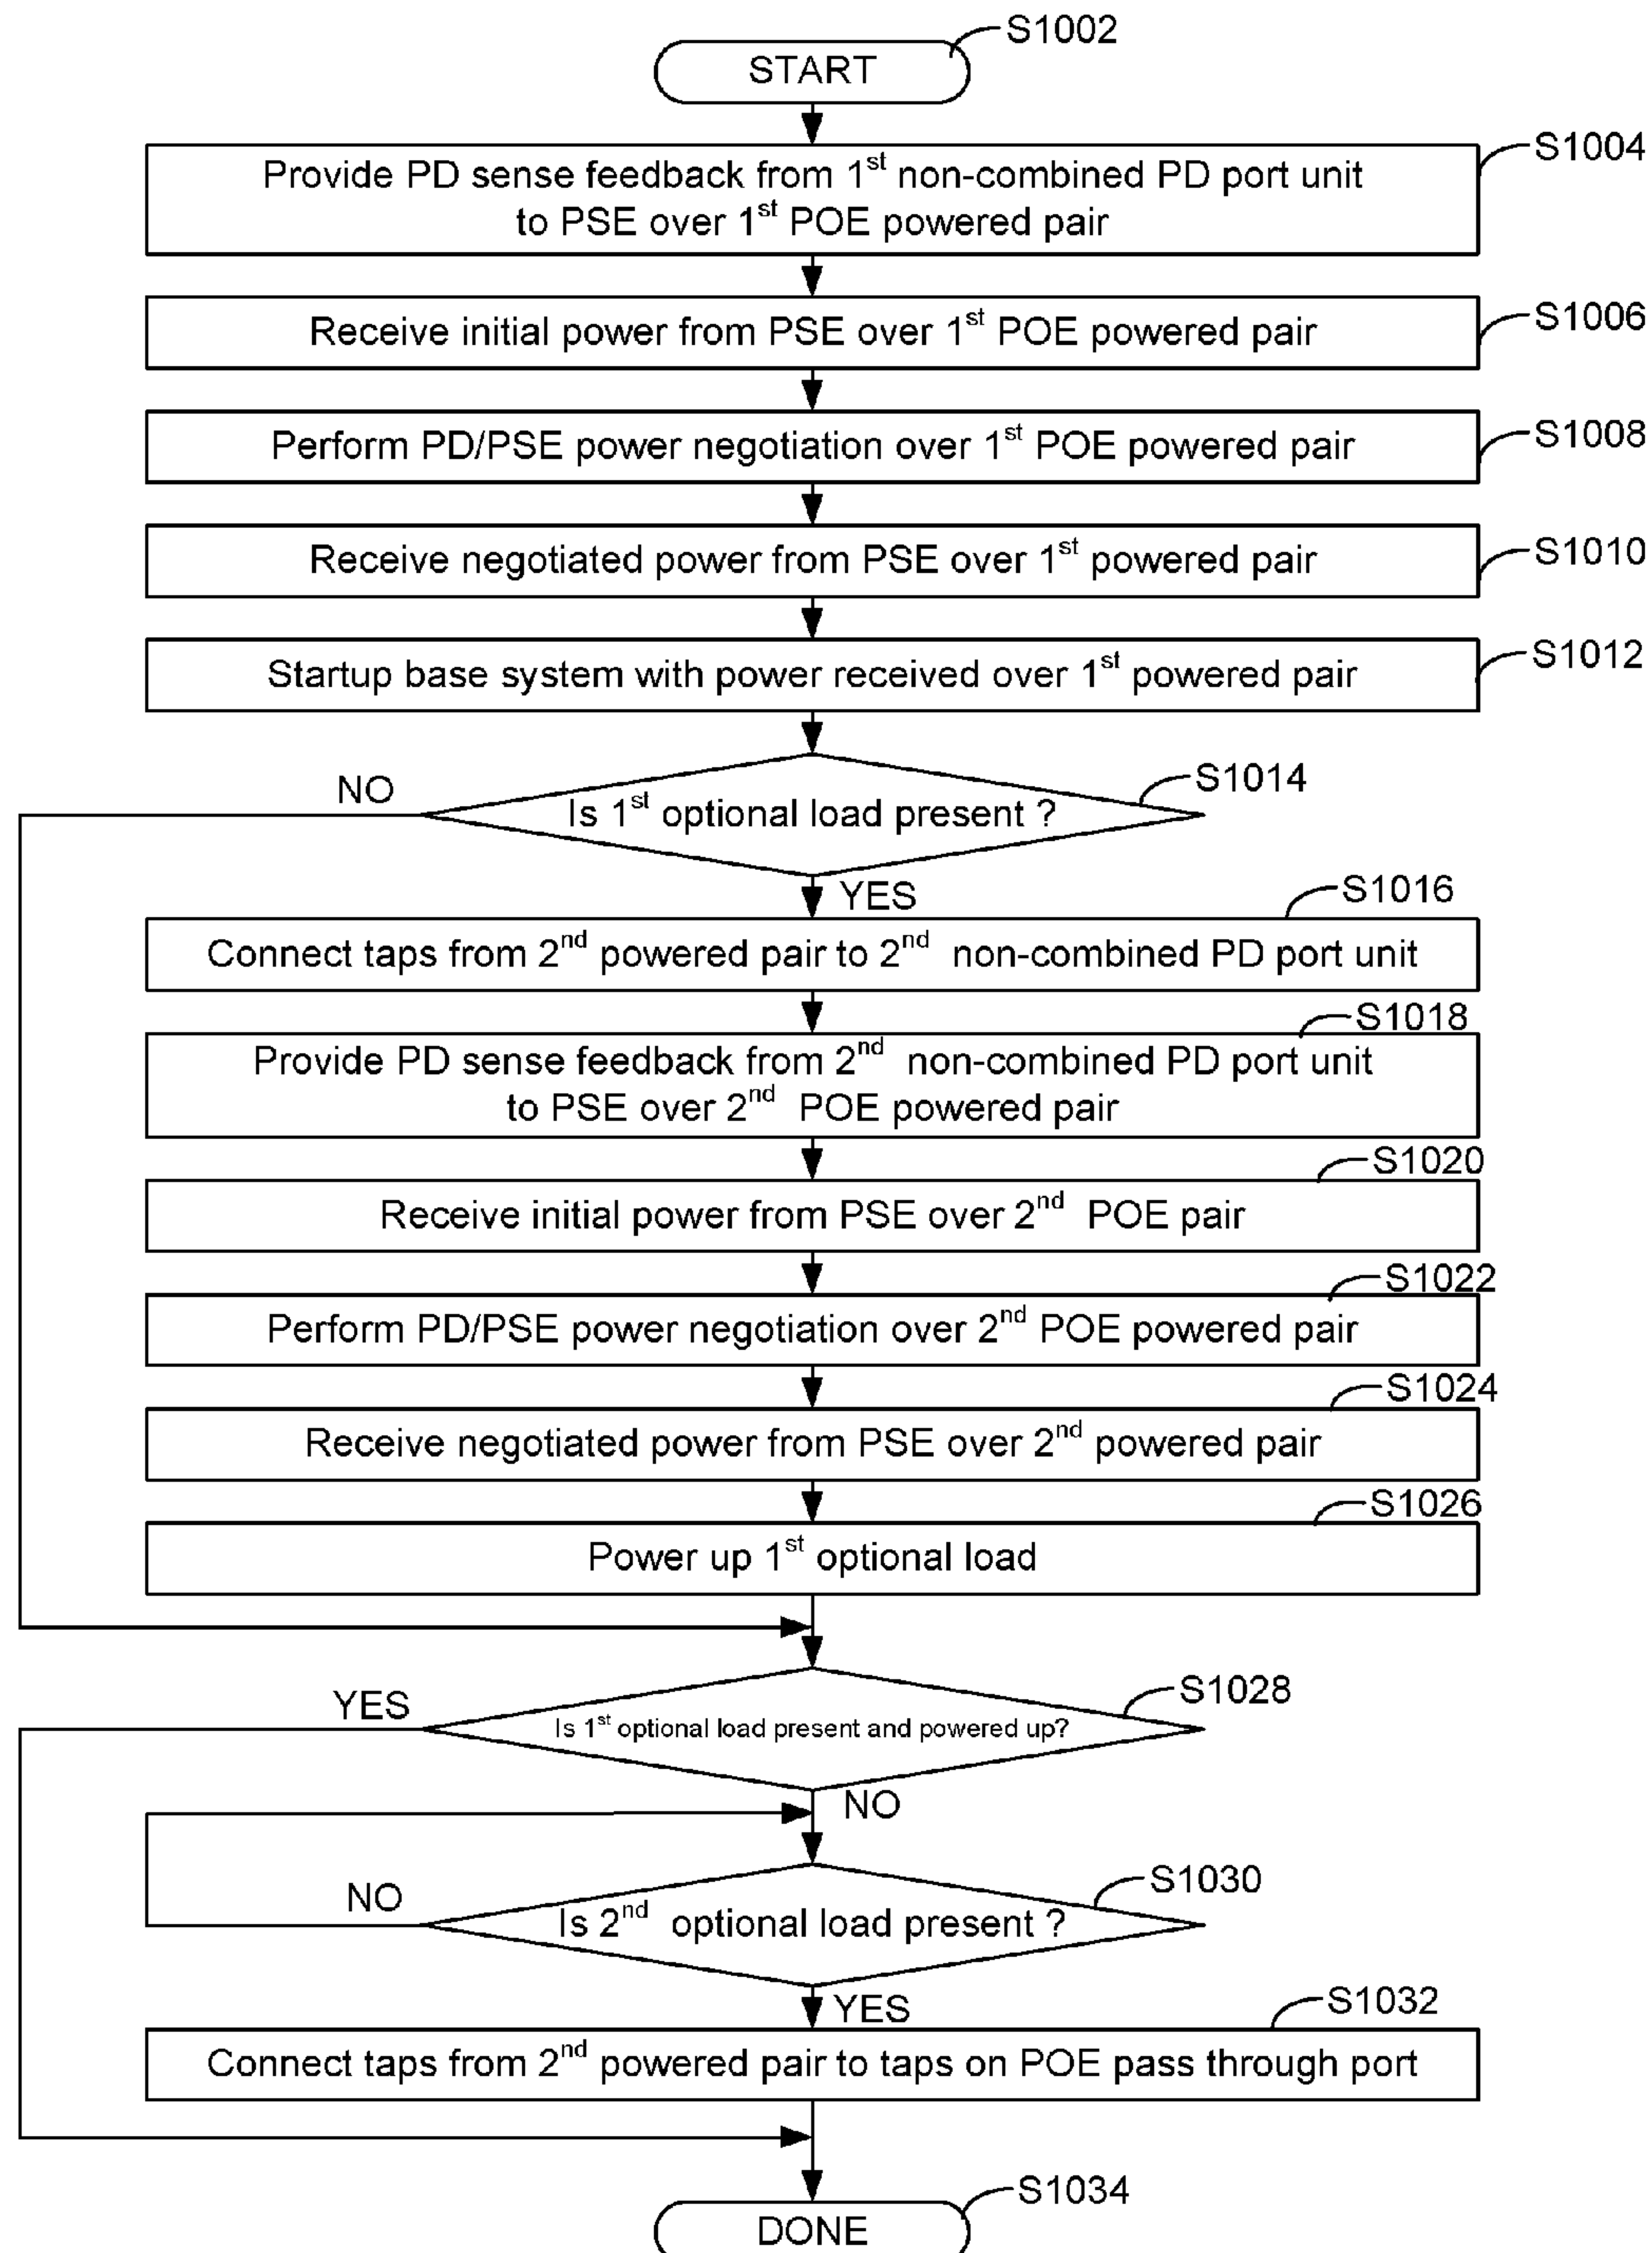 S1002
START
S1004
Provide PD sense feedback from 1st non-combined PD port unit
to PSE over 1st POE powered pair
S1006
Receive initial power from PSE over 1st POE powered pair
S1008
Perform PD/PSE power negotiation over 1st POE powered pair
S1010
Receive negotiated power from PSE over 1st powered pair
S1012
Startup base system with power received over 1st powered pair
S1014
NO
Is 1st optional load present ?
YES
S1016
Connect taps from 2nd powered pair to 2nd non-combined PD port unit
S1018
Provide PD sense feedback from 2nd non-combined PD port unit
to PSE over 2nd POE powered pair
S1020
Receive initial power from PSE over 2nd POE pair
S1022
Perform PD/PSE power negotiation over 2nd POE powered pair
S1024
Receive negotiated power from PSE over 2nd powered pair
S1026
Power up 1st optional load
S1028
YES
Is 1st optional load present and powered up?
NO
S1030
NO
Is 2nd optional load present ?
YES
S1032
Connect taps from 2nd powered pair to taps on POE pass through port
S1034
DONE